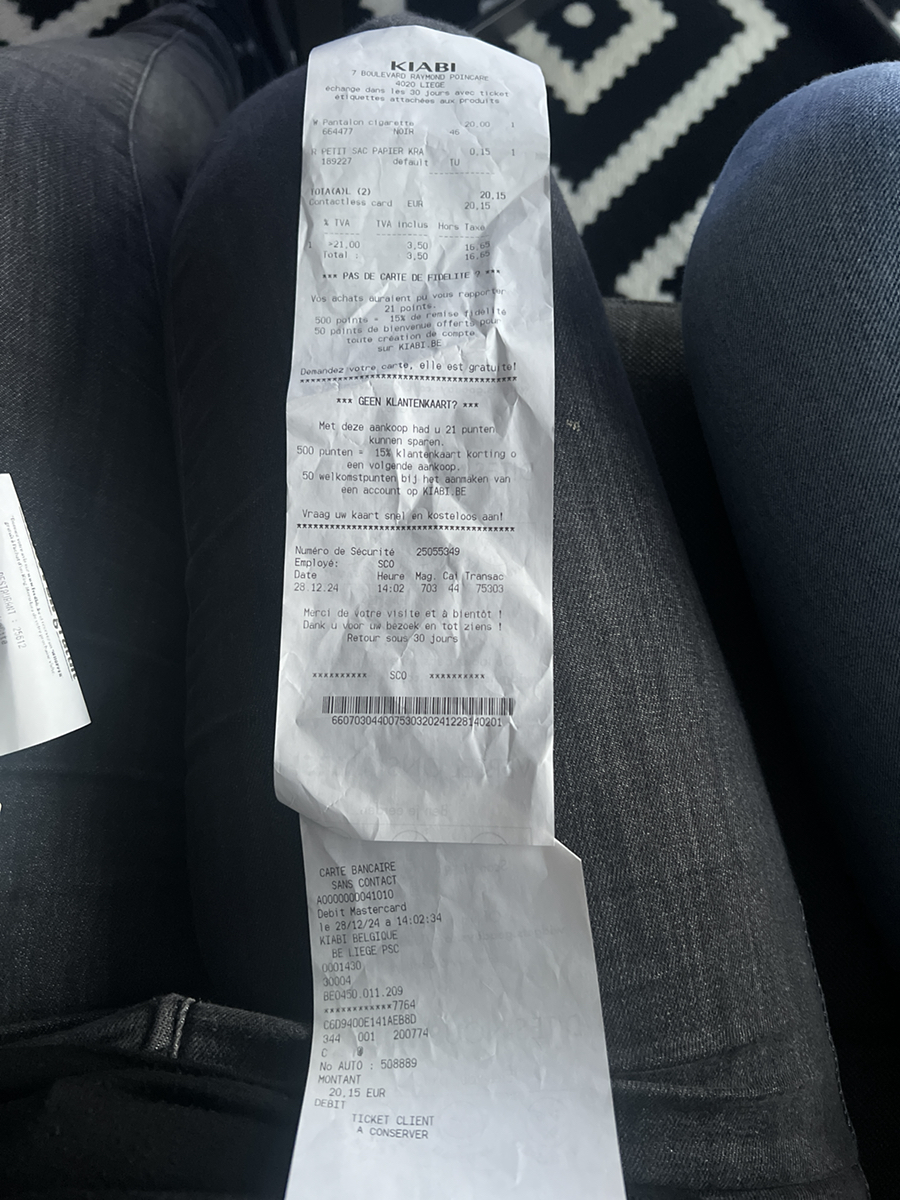 KIABI
7 BOULEVARD RAYMOND POINCARE
4020 LIEGE
échange dans les 30 jours avec ticket
étiquettes attachées aux produits
W Pantalon cigarette 20,00 1
664477 NOIR 46
PETIT SAC PAPIER KRA 0,15 1
189227 default TU
TOTA(A)L (2) 20,15
Contactless card EUR 20,15
% TVA TVA Inclus Hors Taxe
1 >21,00 3,50 16,65
Total : 3,50 16,65
*** PAS DE CARTE DE FIDELITE ? ***
Vos achats auraient pu vous rapporter
21 points.
500 points = 15% de remise fidelité
50 points de bienvenue offerts pour
toute création de compte
sur KIABI.BE
Demandez votre carte, elle est gratuite!
****************************************
*** GEEN KLANTENKAART? ***
Met deze aankoop had u 21 punten
kunnen sparen.
500 punten = 15% klantenkaart korting o
een volgende aankoop.
50 welkomstpunten bij het aanmaken van
een account op KIABI.BE
Vraag uw kaart snel en kosteloos aan!
****************************************
Numéro de Sécurité 25055349
Employé: SCO
Date Heure Mag. Cai Transac
28.12.24 14:02 703 44 75303
Merci de votre visite et à bientôt !
Dank u voor uw bezoek en tot ziens !
Retour sous 30 jours
********** SCO **********
660703044007530320241228140201
CARTE BANCAIRE
SANS CONTACT
A0000000041010
Debit Mastercard
le 28/12/24 a 14:02:34
KIABI BELGIQUE
BE LIEGE PSC
0001430
30004
BE0450.011.209
************7764
C6D9400E141AEB8D
344 001 200774
C
No AUTO : 508889
MONTANT
20,15 EUR
DEBIT
TICKET CLIENT
A CONSERVER